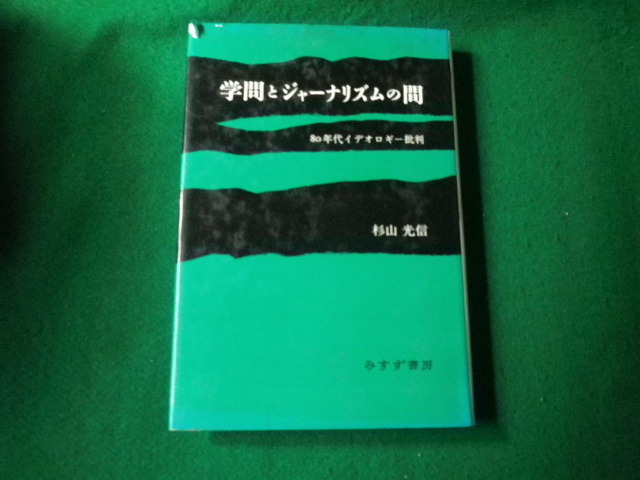 学問とジャーナリズムの間
80年代イデオロギー批判
杉山 光信
みすず書房